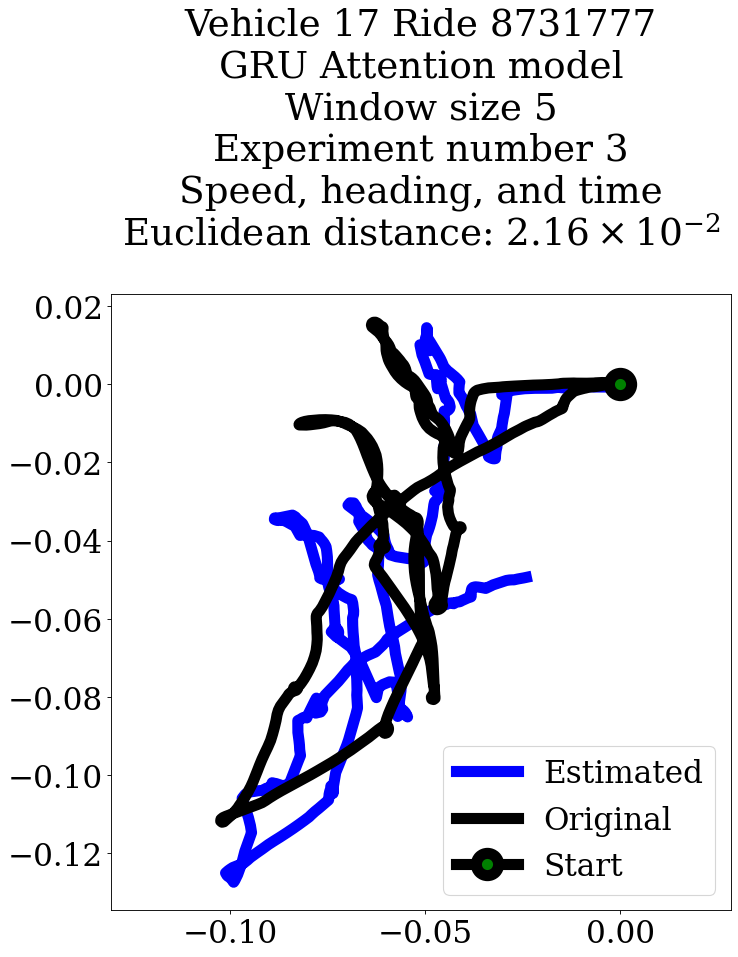 Vehicle 17 Ride 8731777
GRU Attention model
Window size 5
Experiment number 3
Speed, heading, and time
Euclidean distance: 2.16 × 10⁻²
0.02
0.00
−0.02
−0.04
−0.06
−0.08
−0.10
−0.12
Estimated
Original
Start
−0.10 −0.05 0.00